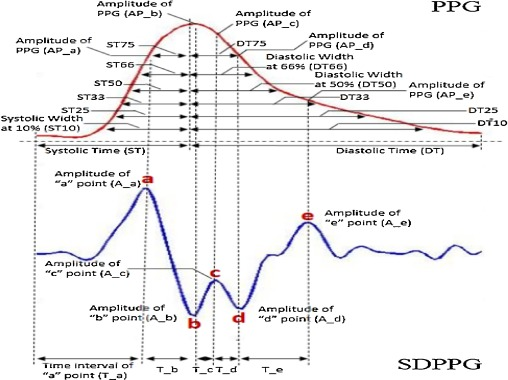 PPG
Amplitude of
PPG (AP_b)
Amplitude of
PPG (AP_c)
Amplitude of
PPG (AP_a)
ST75
DT75
Amplitude of
PPG (AP_d)
ST66
Diastolic Width
at 66% (DT66)
ST50
Diastolic Width
at 50% (DT50)
Amplitude of
PPG (AP_e)
ST33
DT33
ST25
DT25
Systolic Width
at 10% (ST10)
DT10
Systolic Time (ST)
Diastolic Time (DT)
Amplitude of
"a" point (A_a)
a
e
Amplitude of
"e" point (A_e)
Amplitude of
"c" point (A_c)
c
Amplitude of
"b" point (A_b)
b
d
Amplitude of
"d" point (A_d)
Time interval of
"a" point (T_a)
T_b
T_c
T_d
T_e
SDPPG